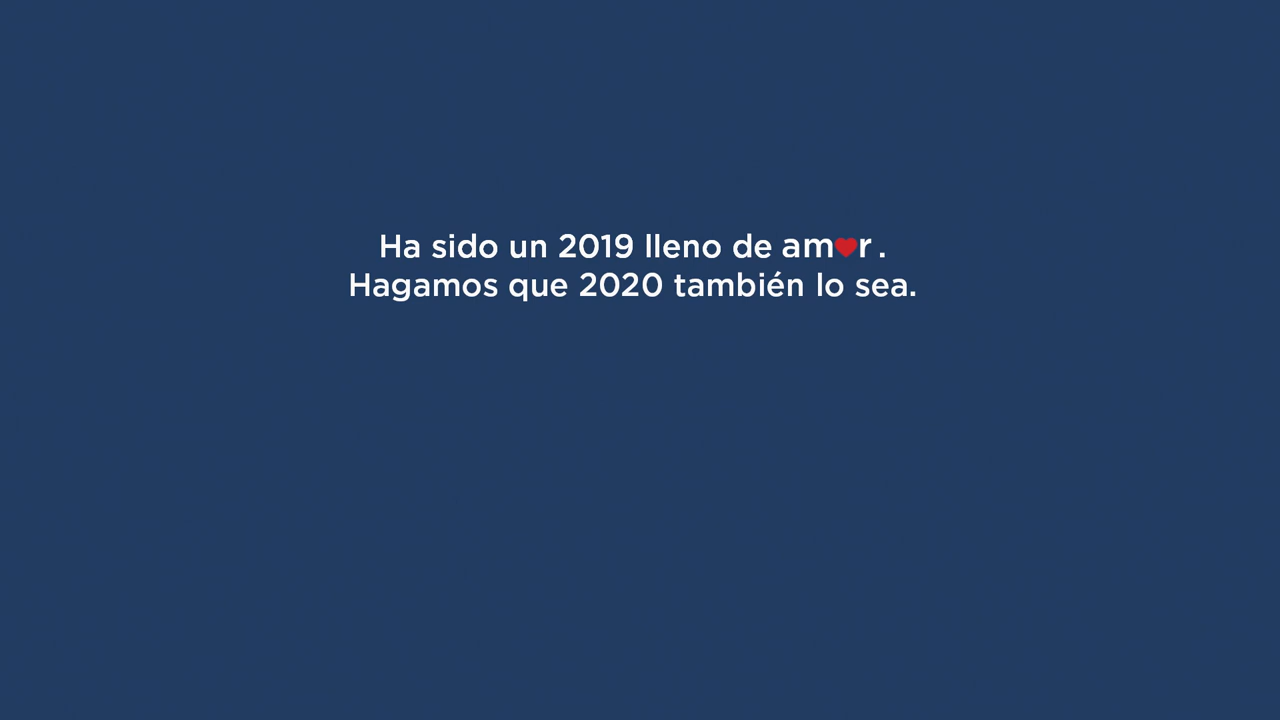 Ha sido un 2019 lleno de am❤r.
Hagamos que 2020 también lo sea.